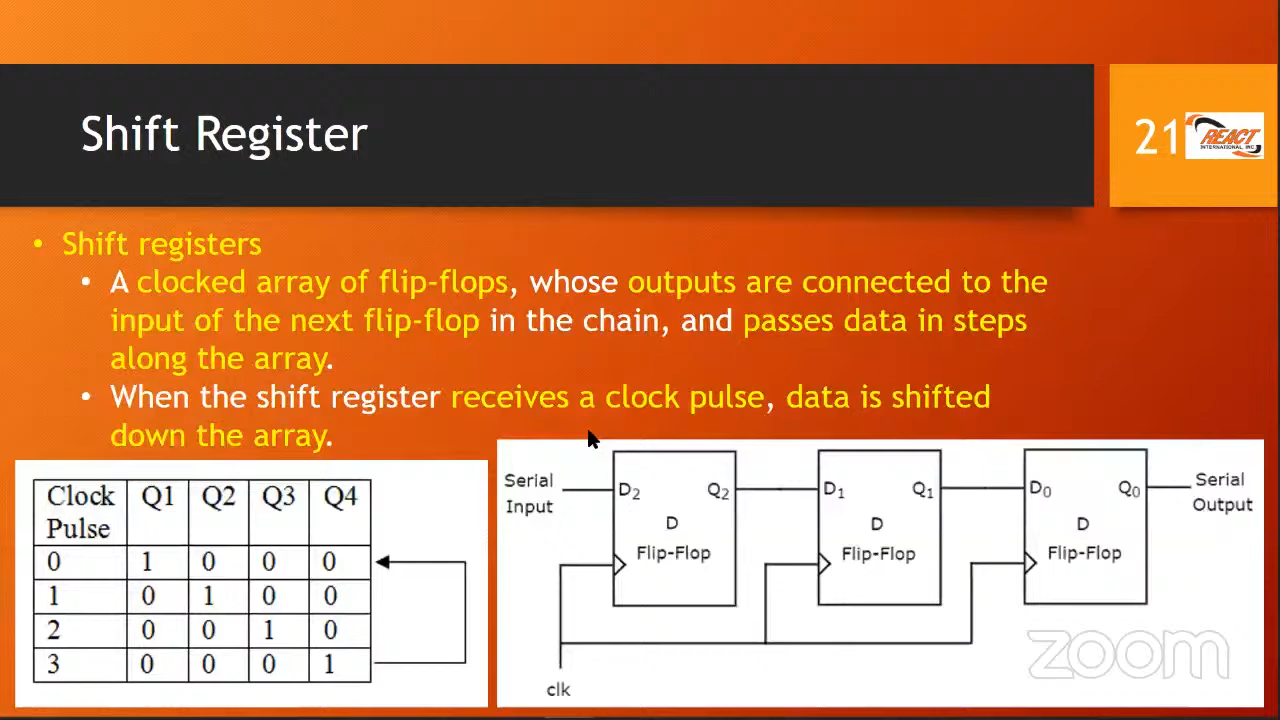 Shift Register
21
REACT
INTERNATIONAL INC
• Shift registers
• A clocked array of flip-flops, whose outputs are connected to the
input of the next flip-flop in the chain, and passes data in steps
along the array.
• When the shift register receives a clock pulse, data is shifted
down the array.
Clock Pulse Q1 Q2 Q3 Q4
0 1 0 0 0
1 0 1 0 0
2 0 0 1 0
3 0 0 0 1
Serial
Input
D2 Q2
D
Flip-Flop
D1 Q1
D
Flip-Flop
D0 Q0
D
Flip-Flop
Serial
Output
clk
zoom